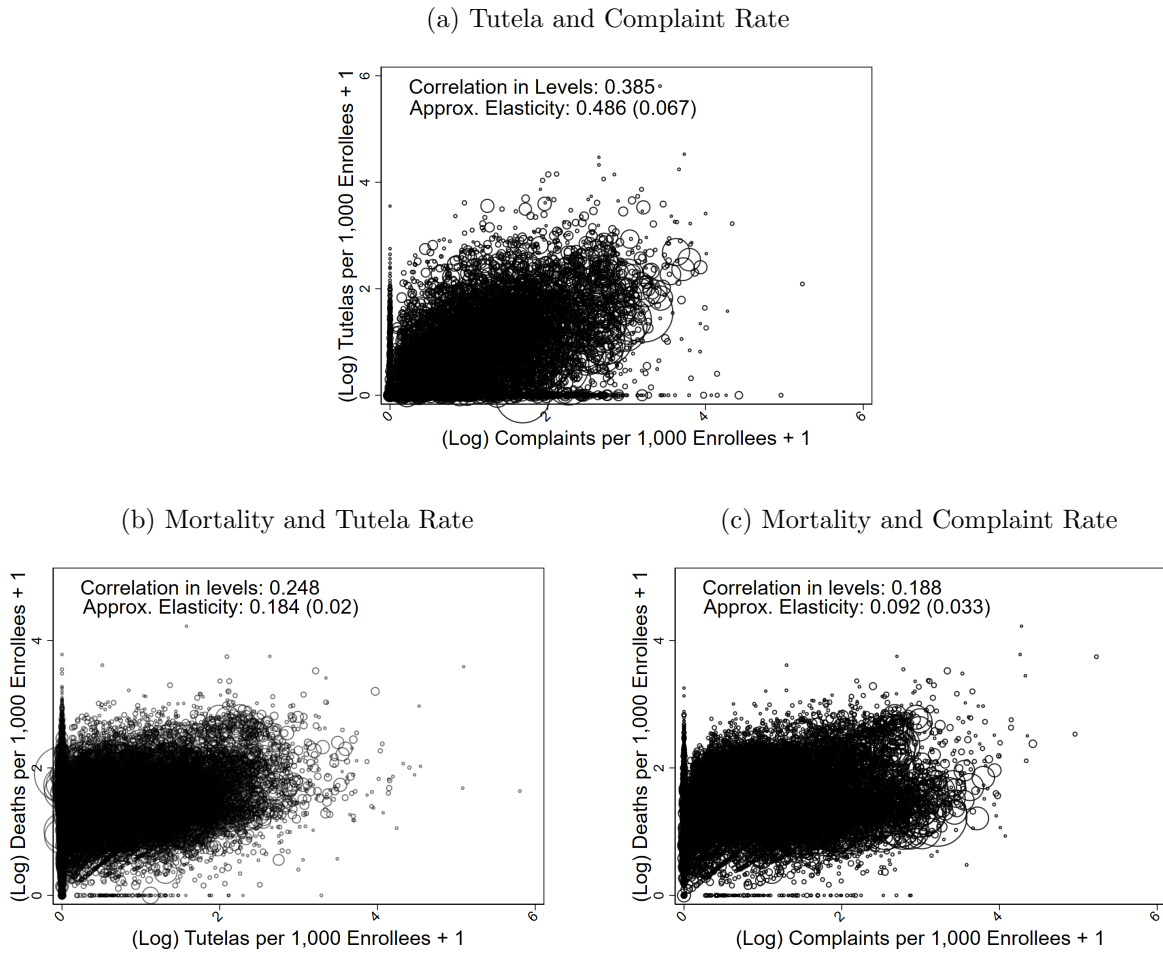 (a) Tutela and Complaint Rate
Correlation in Levels: 0.385
Approx. Elasticity: 0.486 (0.067)
(Log) Tutelas per 1,000 Enrollees + 1
6
4
2
0
0
2
4
6
(Log) Complaints per 1,000 Enrollees + 1
(b) Mortality and Tutela Rate
Correlation in levels: 0.248
Approx. Elasticity: 0.184 (0.02)
(Log) Deaths per 1,000 Enrollees + 1
4
2
0
0
2
4
6
(Log) Tutelas per 1,000 Enrollees + 1
(c) Mortality and Complaint Rate
Correlation in levels: 0.188
Approx. Elasticity: 0.092 (0.033)
(Log) Deaths per 1,000 Enrollees + 1
4
2
0
0
2
4
6
(Log) Complaints per 1,000 Enrollees + 1